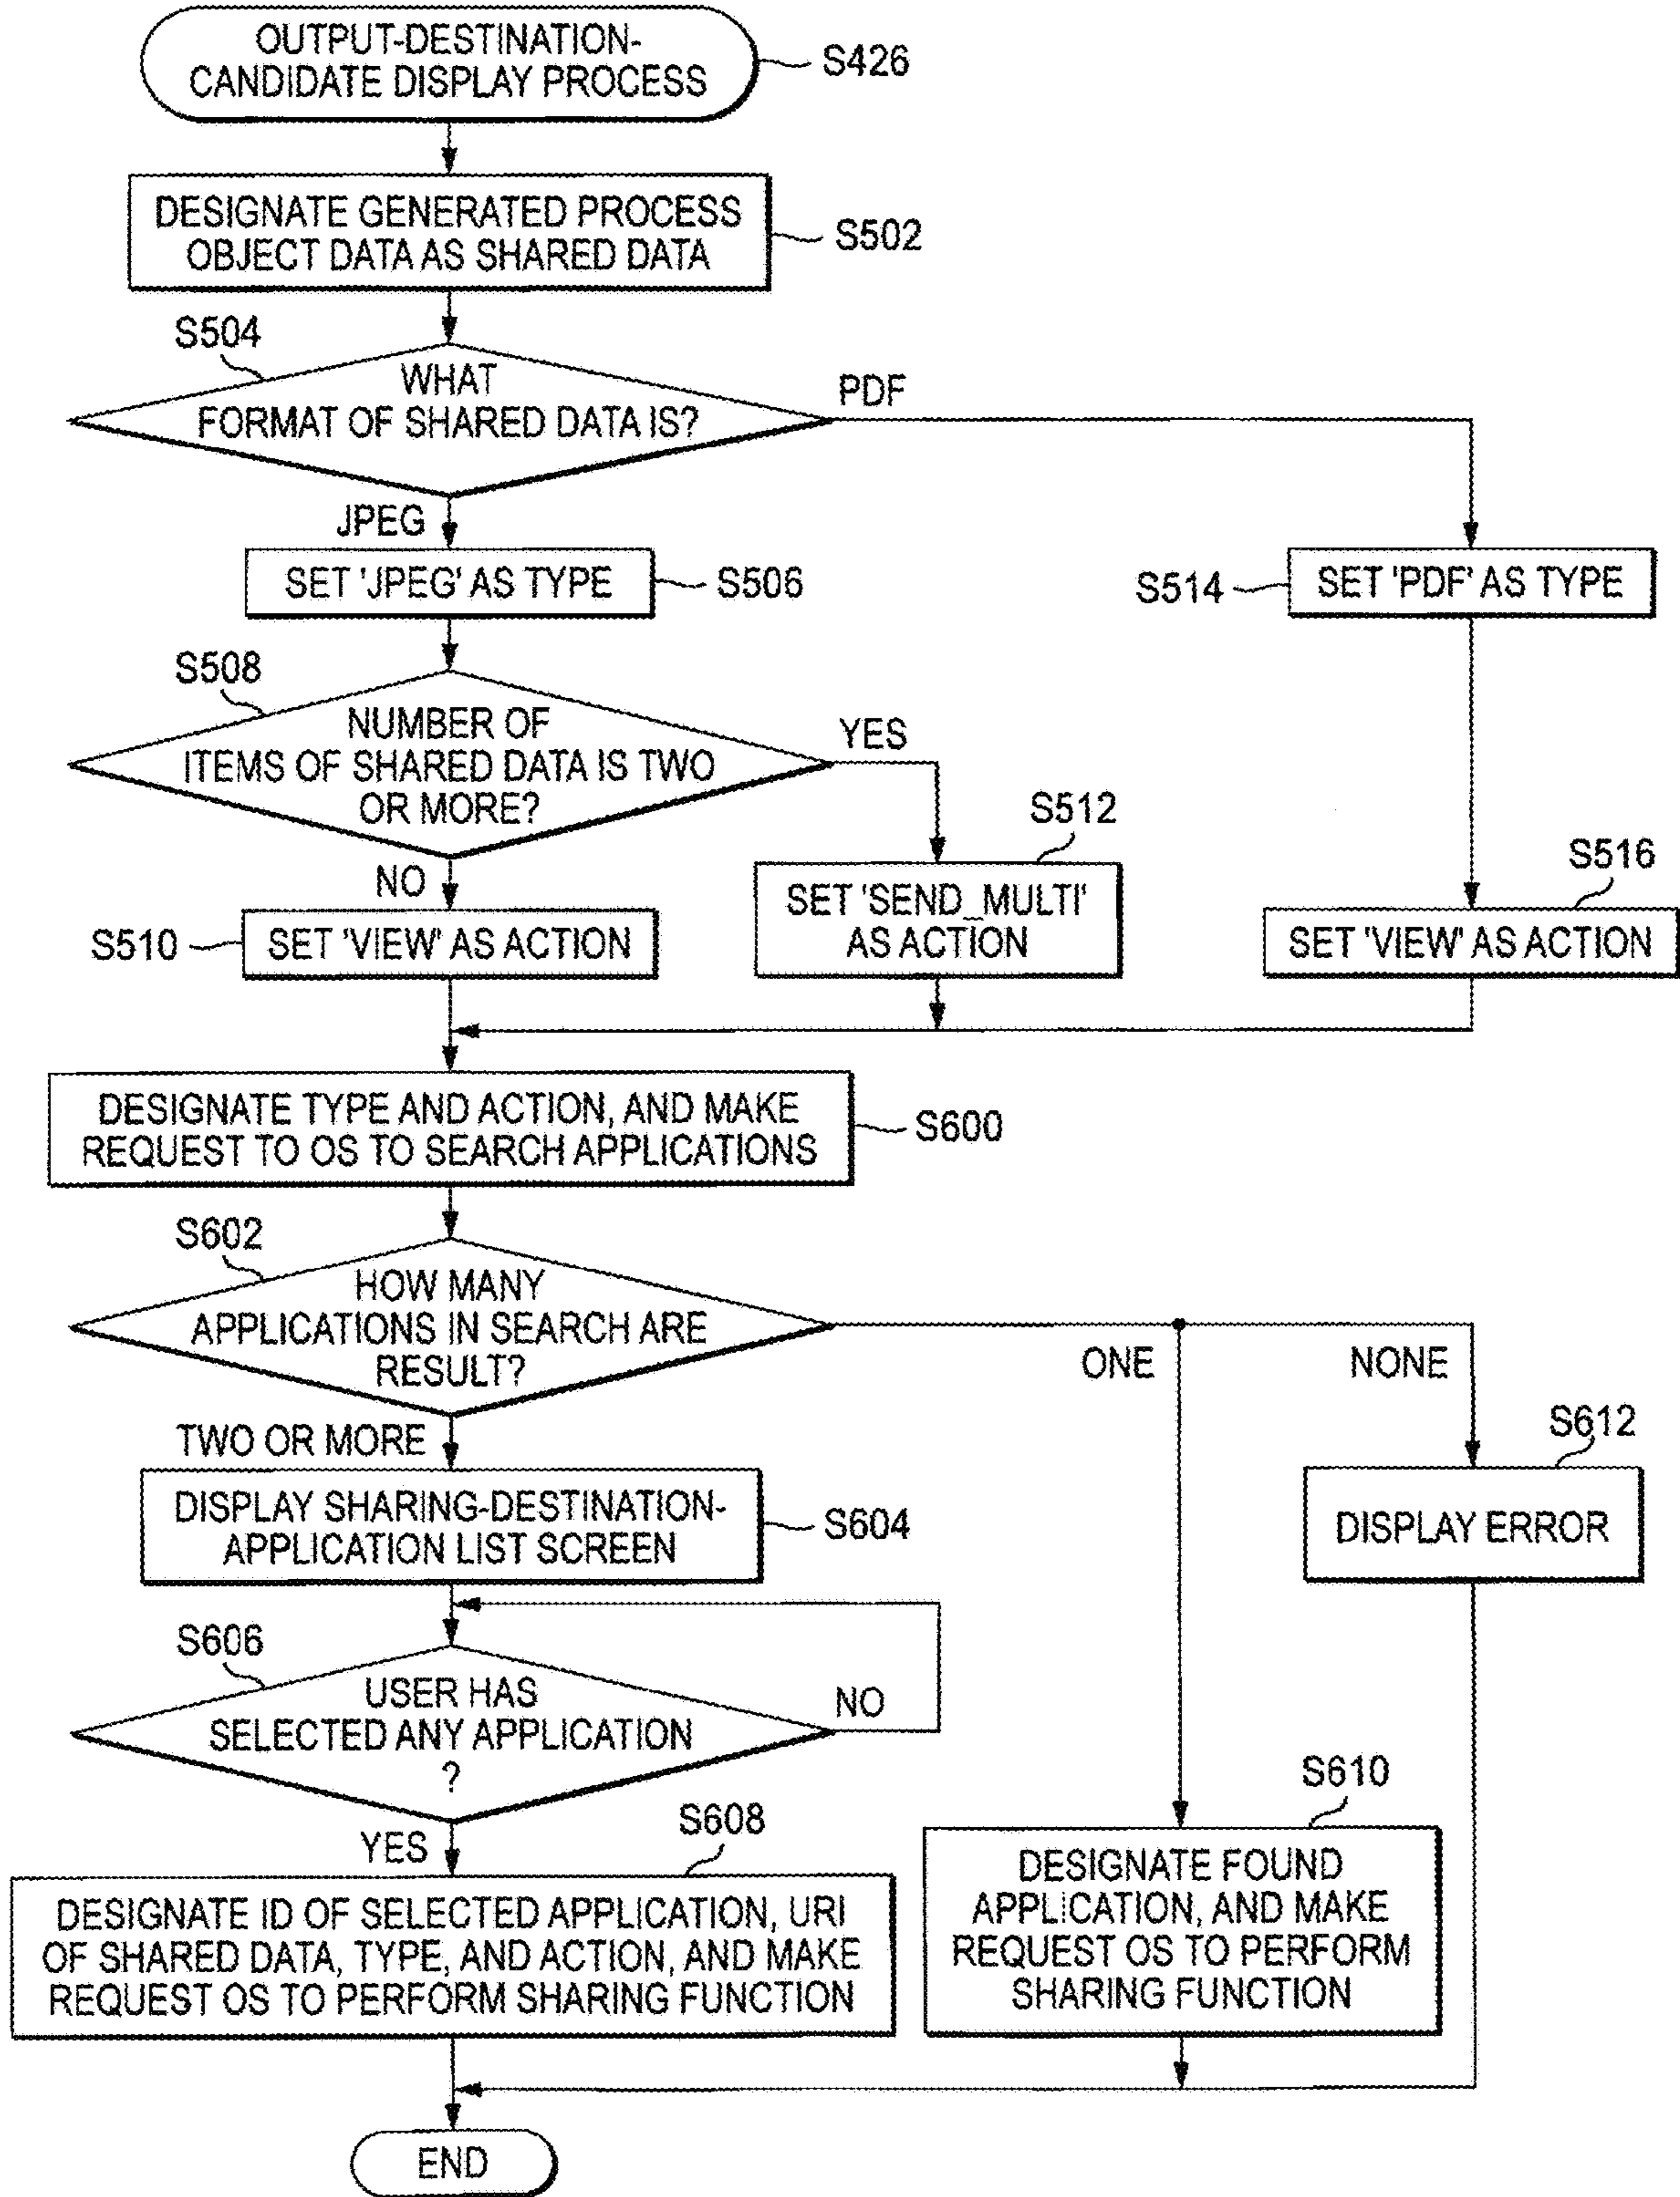 OUTPUT-DESTINATION-
CANDIDATE DISPLAY PROCESS
S426
DESIGNATE GENERATED PROCESS
OBJECT DATA AS SHARED DATA
S502
S504
WHAT
FORMAT OF SHARED DATA IS?
PDF
JPEG
SET 'JPEG' AS TYPE
S506
S514
SET 'PDF' AS TYPE
S508
NUMBER OF
ITEMS OF SHARED DATA IS TWO
OR MORE?
YES
NO
S510
SET 'VIEW' AS ACTION
S512
SET 'SEND_MULTI'
AS ACTION
S516
SET 'VIEW' AS ACTION
DESIGNATE TYPE AND ACTION, AND MAKE
REQUEST TO OS TO SEARCH APPLICATIONS
S600
S602
HOW MANY
APPLICATIONS IN SEARCH ARE
RESULT?
ONE
NONE
TWO OR MORE
DISPLAY SHARING-DESTINATION-
APPLICATION LIST SCREEN
S604
S612
DISPLAY ERROR
S606
USER HAS
SELECTED ANY APPLICATION
?
NO
YES
S608
DESIGNATE ID OF SELECTED APPLICATION, URI
OF SHARED DATA, TYPE, AND ACTION, AND MAKE
REQUEST OS TO PERFORM SHARING FUNCTION
S610
DESIGNATE FOUND
APPLICATION, AND MAKE
REQUEST OS TO PERFORM
SHARING FUNCTION
END